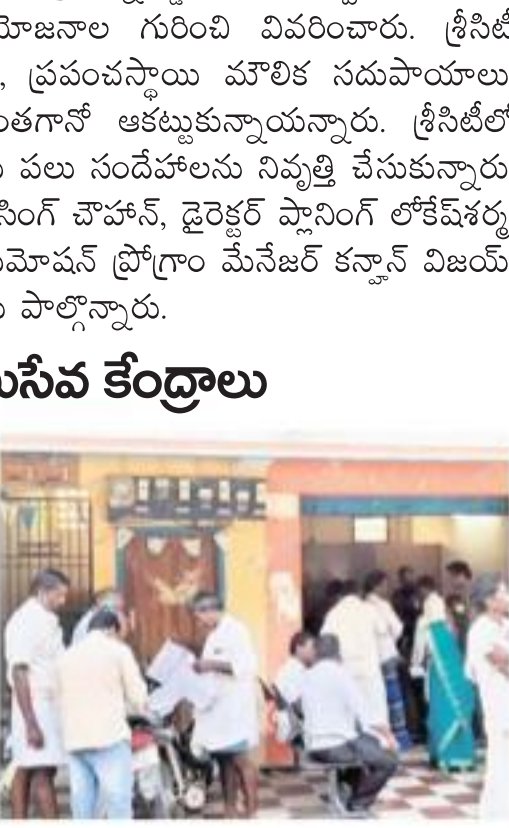 యోజనాల గురించి వివరించారు. శ్రీసిటీ
, ప్రపంచస్థాయి మౌలిక సదుపాయాలు
ంతగానో ఆకట్టుకున్నాయన్నారు. శ్రీసిటీలో
పలు సందేహాలను నివృత్తి చేసుకున్నారు
సింగ్ చౌహాన్, డైరెక్టర్ ప్లానింగ్ లోకేష్‌శర్మ
మోషన్ ప్రోగ్రాం మేనేజర్ కన్హాన్ విజయ్
పాల్గొన్నారు.
సేవ కేంద్రాలు